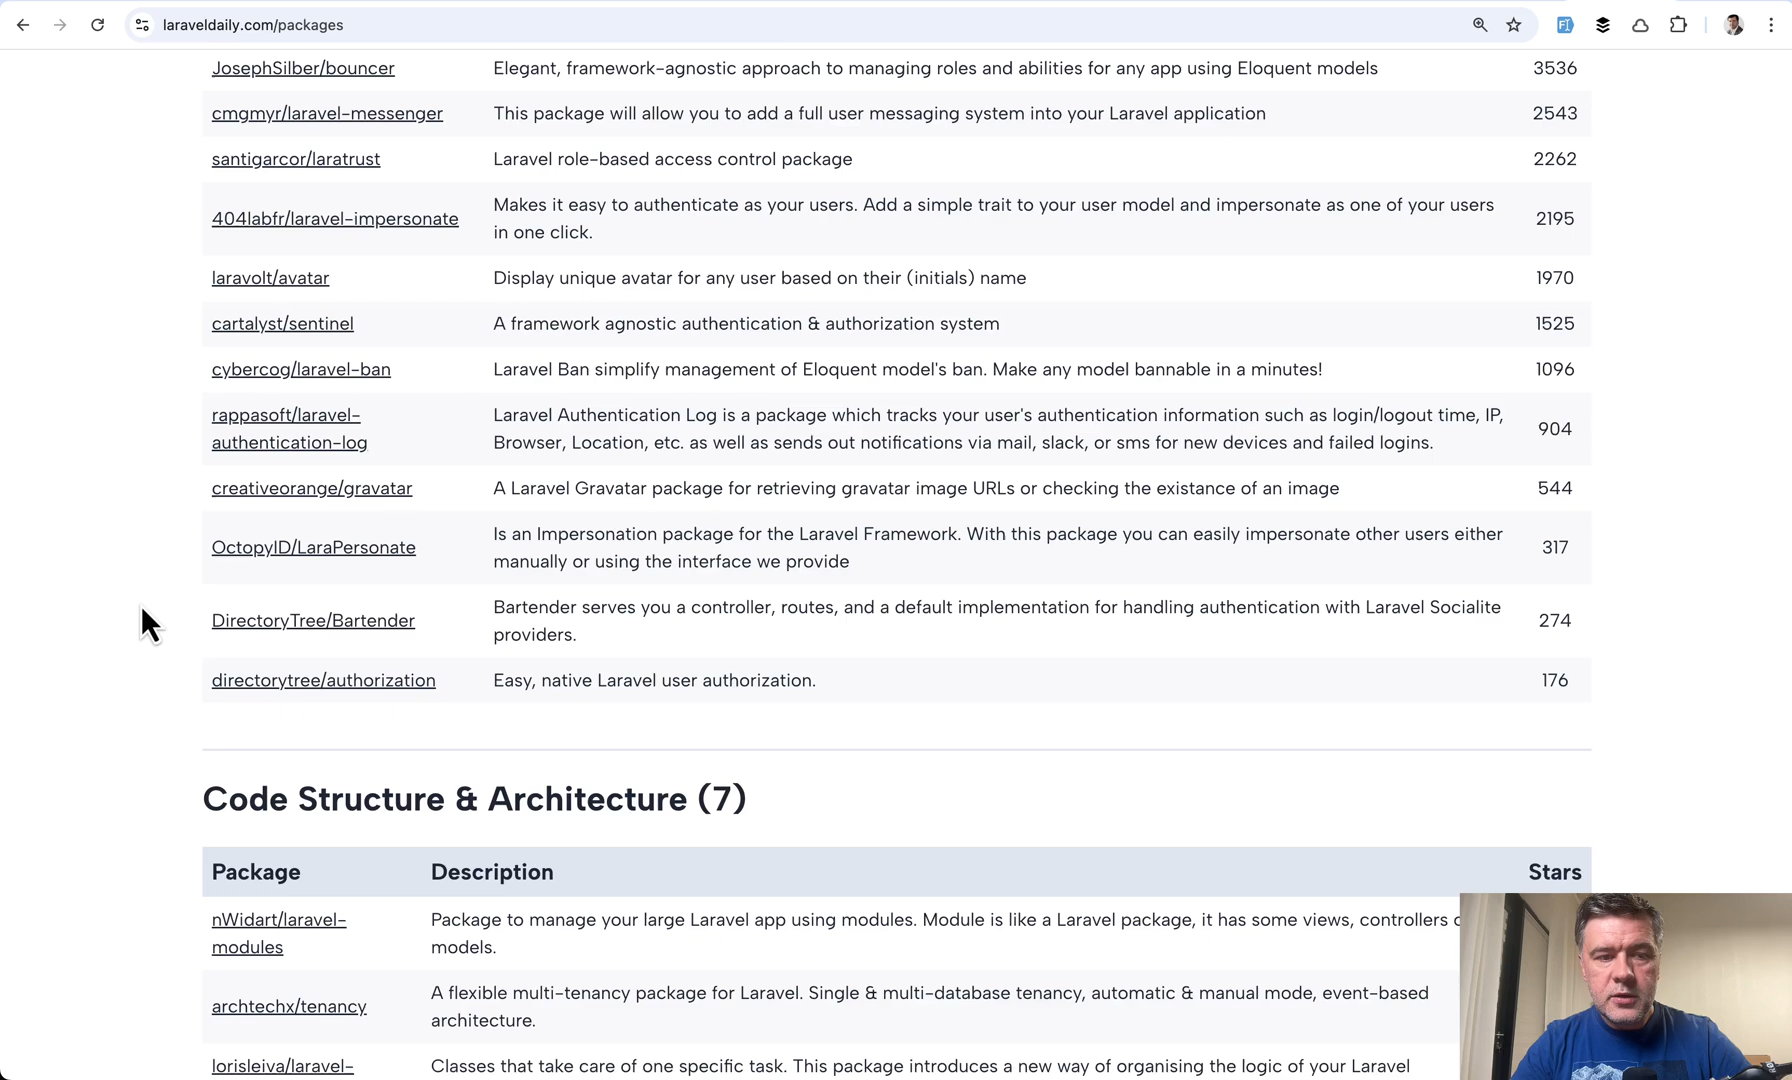 laraveldaily.com/packages
JosephSilber/bouncer Elegant, framework-agnostic approach to managing roles and abilities for any app using Eloquent models 3536
cmgmyr/laravel-messenger This package will allow you to add a full user messaging system into your Laravel application 2543
santigarcor/laratrust Laravel role-based access control package 2262
404labfr/laravel-impersonate Makes it easy to authenticate as your users. Add a simple trait to your user model and impersonate as one of your users 2195
in one click.
laravolt/avatar Display unique avatar for any user based on their (initials) name 1970
cartalyst/sentinel A framework agnostic authentication & authorization system 1525
cybercog/laravel-ban Laravel Ban simplify management of Eloquent model's ban. Make any model bannable in a minutes! 1096
rappasoft/laravel- Laravel Authentication Log is a package which tracks your user's authentication information such as login/logout time, IP, 904
authentication-log Browser, Location, etc. as well as sends out notifications via mail, slack, or sms for new devices and failed logins.
creativeorange/gravatar A Laravel Gravatar package for retrieving gravatar image URLs or checking the existance of an image 544
OctopyID/LaraPersonate Is an Impersonation package for the Laravel Framework. With this package you can easily impersonate other users either 317
manually or using the interface we provide
DirectoryTree/Bartender Bartender serves you a controller, routes, and a default implementation for handling authentication with Laravel Socialite 274
providers.
directorytree/authorization Easy, native Laravel user authorization. 176
Code Structure & Architecture (7)
Package Description Stars
nWidart/laravel- Package to manage your large Laravel app using modules. Module is like a Laravel package, it has some views, controllers
modules models.
archtechx/tenancy A flexible multi-tenancy package for Laravel. Single & multi-database tenancy, automatic & manual mode, event-based
architecture.
lorisleiva/laravel- Classes that take care of one specific task. This package introduces a new way of organising the logic of your Laravel